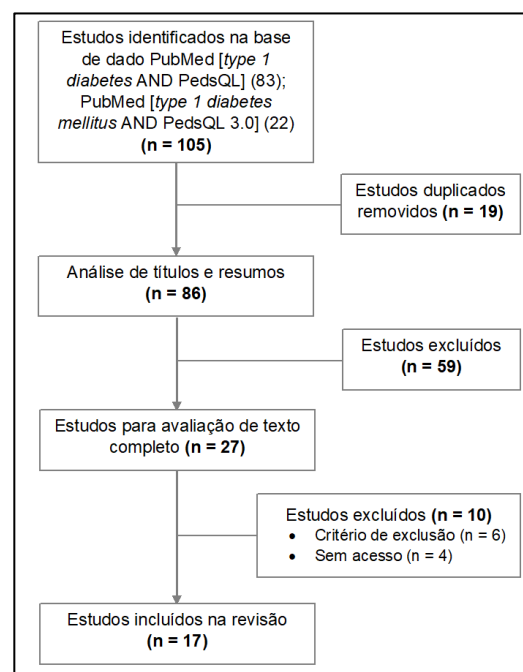 Estudos identificados na base
de dado PubMed [type 1
diabetes AND PedsQL] (83);
PubMed [type 1 diabetes
mellitus AND PedsQL 3.0] (22)
(n = 105)
Estudos duplicados
removidos (n = 19)
Análise de títulos e resumos
(n = 86)
Estudos excluídos
(n = 59)
Estudos para avaliação de texto
completo (n = 27)
Estudos excluídos (n = 10)
• Critério de exclusão (n = 6)
• Sem acesso (n = 4)
Estudos incluídos na revisão
(n = 17)